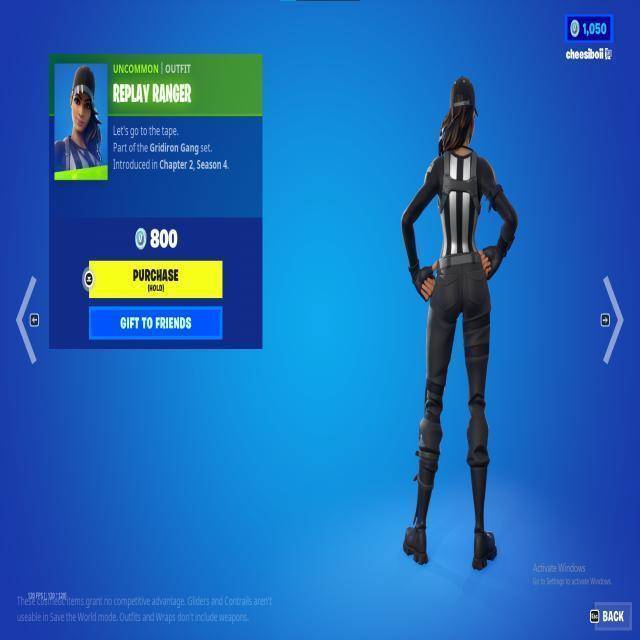 1,050
cheesiboii
UNCOMMON | OUTFIT
REPLAY RANGER
Let's go to the tape.
Part of the Gridiron Gang set.
Introduced in Chapter 2, Season 4.
800
PURCHASE
(HOLD)
GIFT TO FRIENDS
Activate Windows
Go to Settings to activate Windows.
These cosmetic items grant no competitive advantage. Gliders and Contrails aren't
useable in Save the World mode. Outfits and Wraps don't include weapons.
Esc BACK